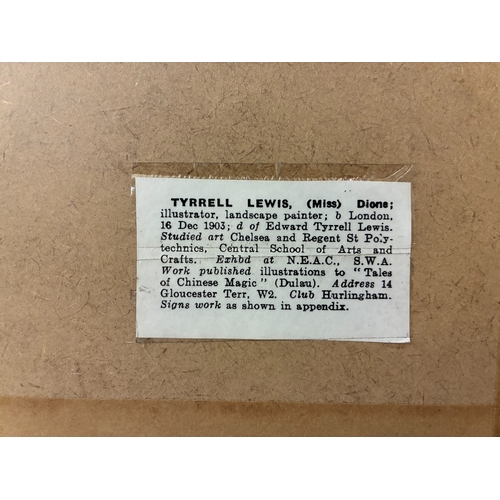 TYRRELL LEWIS, (Miss) Dione;
illustrator, landscape painter; b London,
16 Dec 1903; d of Edward Tyrrell Lewis.
Studied art Chelsea and Regent St Poly-
technics, Central School of Arts and
Crafts. Exhbd at N.E.A.C., S.W.A.
Work published illustrations to "Tales
of Chinese Magic" (Dulau). Address 14
Gloucester Terr, W2. Club Hurlingham.
Signs work as shown in appendix.